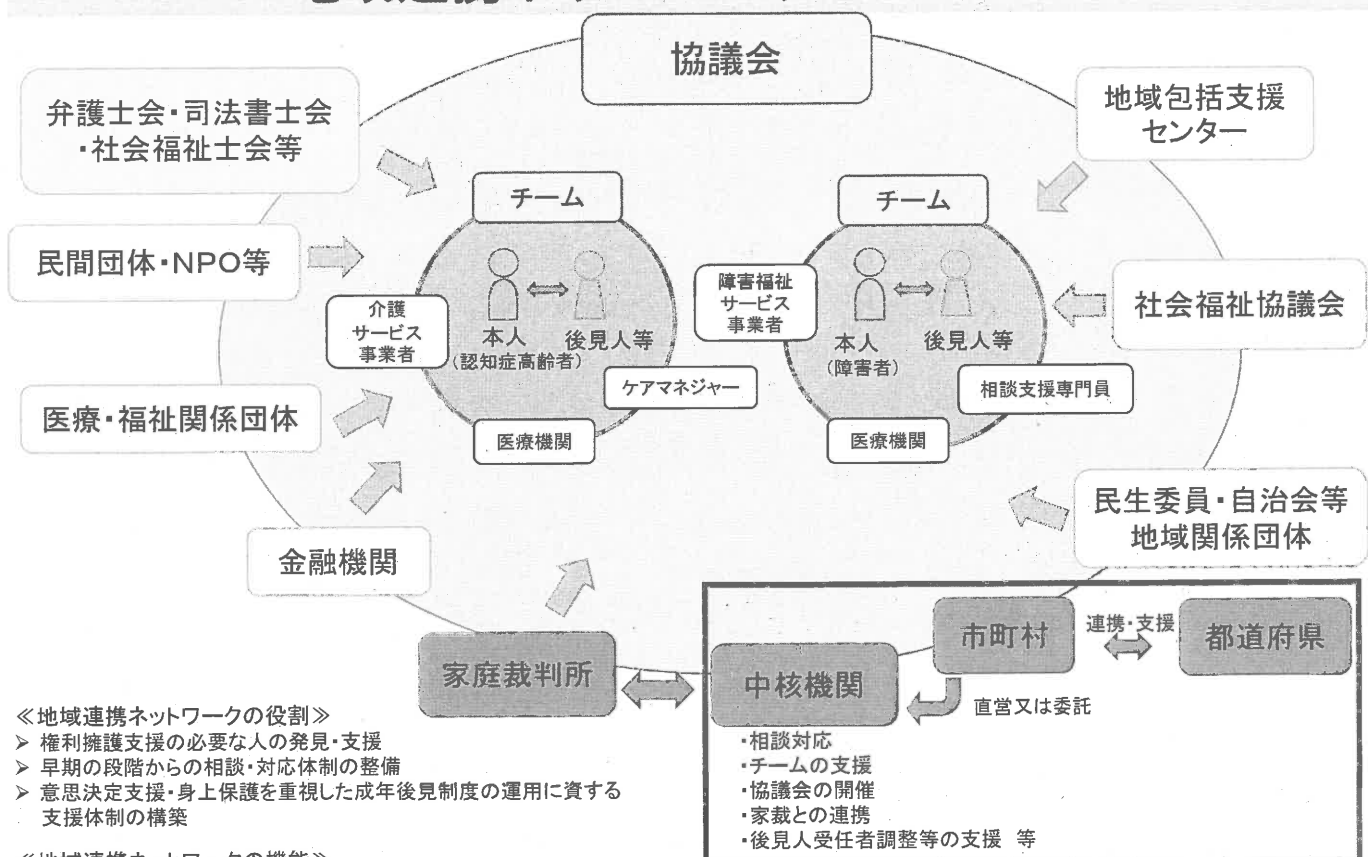 協議会
弁護士会・司法書士会
・社会福祉士会等
地域包括支援
センター
チーム
チーム
民間団体・NPO等
障害福祉
サービス
事業者
社会福祉協議会
介護
サービス
事業者
本人
(認知症高齢者)
後見人等
本人
(障害者)
後見人等
ケアマネジャー
相談支援専門員
医療・福祉関係団体
医療機関
医療機関
民生委員・自治会等
地域関係団体
金融機関
市町村
連携・支援
都道府県
家庭裁判所
中核機関
直営又は委託
≪地域連携ネットワークの役割≫
➢ 権利擁護支援の必要な人の発見・支援
➢ 早期の段階からの相談・対応体制の整備
➢ 意思決定支援・身上保護を重視した成年後見制度の運用に資する
支援体制の構築
・相談対応
・チームの支援
・協議会の開催
・家裁との連携
・後見人受任者調整等の支援 等